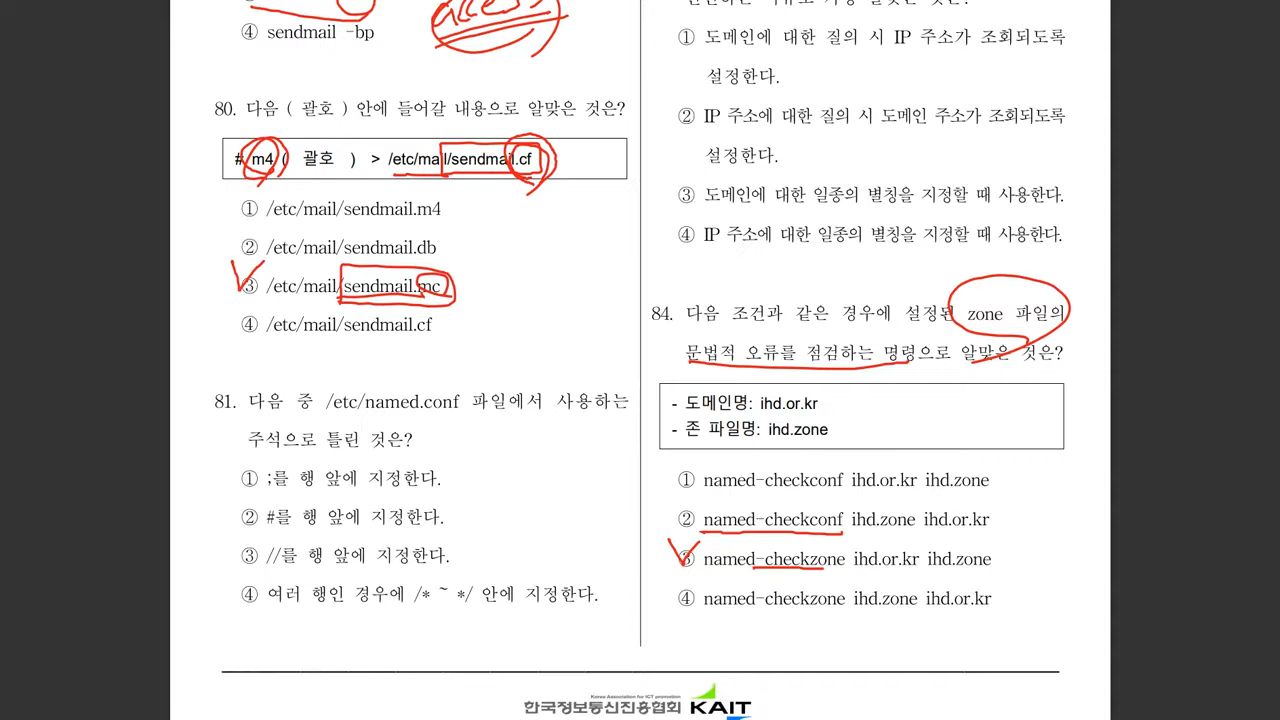 acces
④ sendmail -bp
80. 다음 ( 괄호 ) 안에 들어갈 내용으로 알맞은 것은?
# m4 ( 괄호 ) > /etc/mail/sendmail.cf
① /etc/mail/sendmail.m4
② /etc/mail/sendmail.db
③ /etc/mail/sendmail.mc
④ /etc/mail/sendmail.cf
81. 다음 중 /etc/named.conf 파일에서 사용하는
주석으로 틀린 것은?
① ;를 행 앞에 지정한다.
② #를 행 앞에 지정한다.
③ //를 행 앞에 지정한다.
④ 여러 행인 경우에 /* ~ */ 안에 지정한다.
① 도메인에 대한 질의 시 IP 주소가 조회되도록
설정한다.
② IP 주소에 대한 질의 시 도메인 주소가 조회되도록
설정한다.
③ 도메인에 대한 일종의 별칭을 지정할 때 사용한다.
④ IP 주소에 대한 일종의 별칭을 지정할 때 사용한다.
84. 다음 조건과 같은 경우에 설정된 zone 파일의
문법적 오류를 점검하는 명령으로 알맞은 것은?
- 도메인명: ihd.or.kr
- 존 파일명: ihd.zone
① named-checkconf ihd.or.kr ihd.zone
② named-checkconf ihd.zone ihd.or.kr
③ named-checkzone ihd.or.kr ihd.zone
④ named-checkzone ihd.zone ihd.or.kr
Korea Association for ICT promotion
한국정보통신진흥협회 KAIT